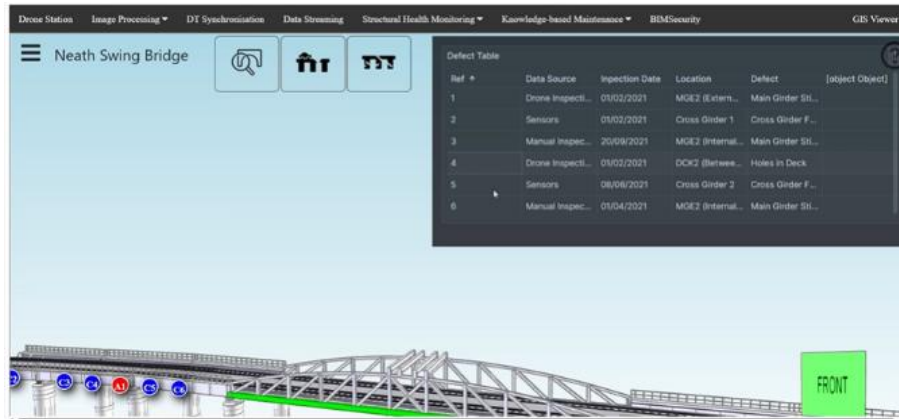 Drone Station Image Processing DT Synchronisation Data Streaming Structural Health Monitoring Knowledge-based Maintenance BIMSecurity GIS Viewer
Neath Swing Bridge
Defect Table
Ref Data Source Inpection Date Location Defect [object Object]
1 Drone Inspecti... 01/02/2021 MGE2 (Extern... Main Girder Sti...
2 Sensors 01/02/2021 Cross Girder 1 Cross Girder F...
3 Manual Inspec... 20/09/2021 MGE2 (Internal... Main Girder Sti...
4 Drone Inspecti... 01/02/2021 DCK2 (Betwee... Holes in Deck
5 Sensors 08/08/2021 Cross Girder 2 Cross Girder F...
6 Manual Inspec... 01/04/2021 MGE2 (Internal... Main Girder Sti...
C3 C4 A1 C5 C6
FRONT